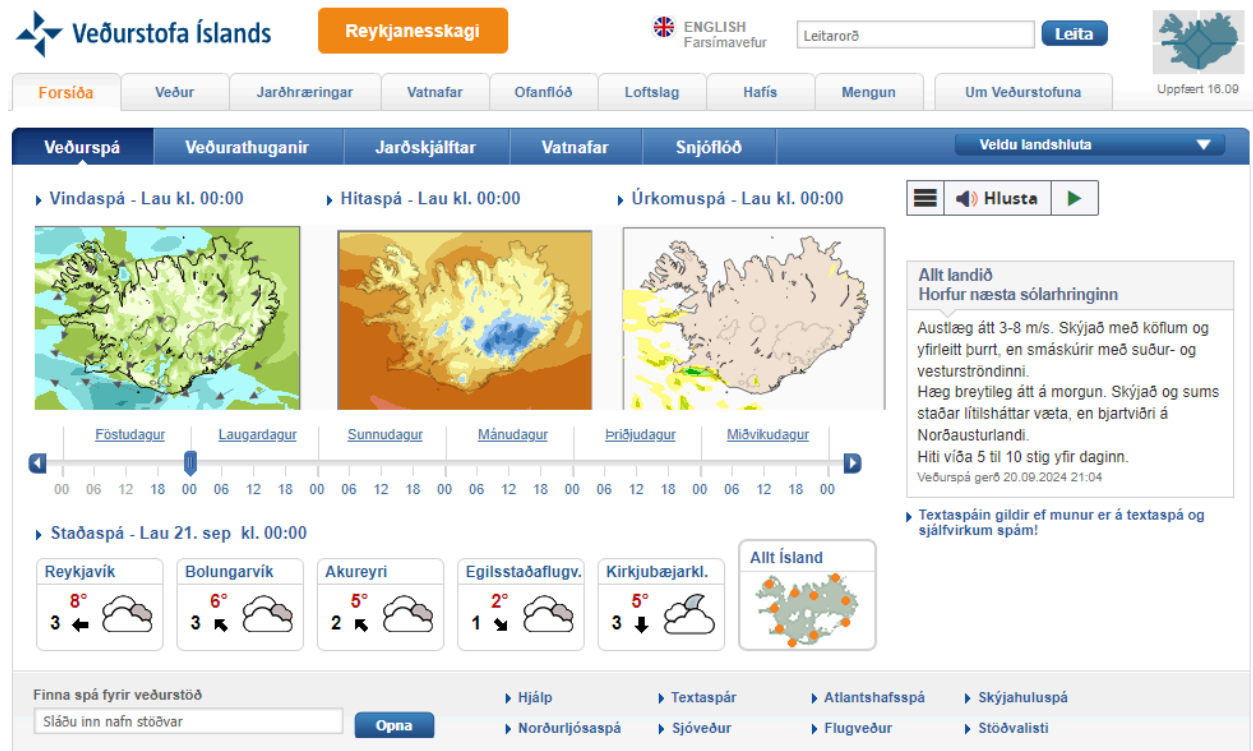 Veðurstofa Íslands
Reykjanesskagi
ENGLISH
Farsímavefur
Leitarorð
Leita
Forsíða Veður Jarðhræringar Vatnafar Ofanflóð Loftslag Hafís Mengun Um Veðurstofuna
Uppfært 16.09
Veðurspá Veðurathuganir Jarðskjálftar Vatnafar Snjóflóð
Veldu landshluta
Vindaspá - Lau kl. 00:00
Hitaspá - Lau kl. 00:00
Úrkomuspá - Lau kl. 00:00
Hlusta
Allt landið
Horfur næsta sólarhringinn
Austlæg átt 3-8 m/s. Skýjað með köflum og
yfirleitt þurrt, en smáskúrir með suður- og
vesturströndinni.
Hæg breytileg átt á morgun. Skýjað og sums
staðar lítilsháttar væta, en bjartviðri á
Norðausturlandi.
Hiti víða 5 til 10 stig yfir daginn.
Veðurspá gerð 20.09.2024 21:04
Textaspáin gildir ef munur er á textaspá og
sjálfvirkum spám!
Föstudagur Laugardagur Sunnudagur Mánudagur Þriðjudagur Miðvikudagur
00 06 12 18 00 06 12 18 00 06 12 18 00 06 12 18 00 06 12 18 00 06 12 18 00
Staðaspá - Lau 21. sep kl. 00:00
Reykjavík
8°
3
Bolungarvík
6°
3
Akureyri
5°
2
Egilsstaðaflugv.
2°
1
Kirkjubæjarkl.
5°
3
Allt Ísland
Finna spá fyrir veðurstöð
Sláðu inn nafn stöðvar
Opna
Hjálp Textaspár Atlantshafsspá Skýjahuluspá
Norðurljósaspá Sjóveður Flugveður Stöðvalisti